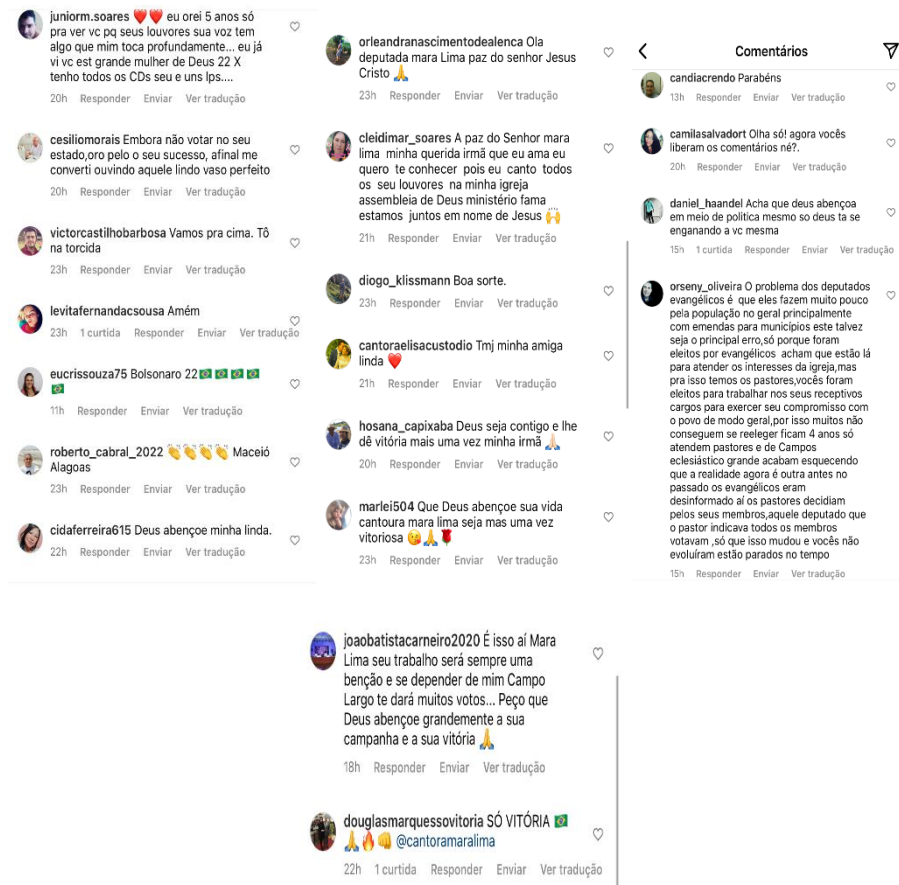 juniorm.soares ❤️❤️ eu orei 5 anos só
pra ver vc pq seus louvores sua voz tem
algo que mim toca profundamente... eu já
vi vc est grande mulher de Deus 22 X
tenho todos os CDs seu e uns lps....
20h Responder Enviar Ver tradução
cesiliomorais Embora não votar no seu
estado,oro pelo o seu sucesso, afinal me
converti ouvindo aquele lindo vaso perfeito
20h Responder Enviar Ver tradução
victorcastilhobarbosa Vamos pra cima. Tô
na torcida
23h Responder Enviar Ver tradução
levitafernandacsousa Amém
23h 1 curtida Responder Enviar Ver tradução
eucrissouza75 Bolsonaro 22🇧🇷🇧🇷🇧🇷🇧🇷
🇧🇷
11h Responder Enviar Ver tradução
roberto_cabral_2022 👏👏👏👏 Maceió
Alagoas
23h Responder Enviar Ver tradução
cidaferreira615 Deus abençoe minha linda.
22h Responder Enviar Ver tradução
orleandranascimentodealenca Ola
deputada mara Lima paz do senhor Jesus
Cristo 🙏
23h Responder Enviar Ver tradução
cleidimar_soares A paz do Senhor mara
lima minha querida irmã que eu ama eu
quero te conhecer pois eu canto todos
os seu louvores na minha igreja
assembleia de Deus ministério fama
estamos juntos em nome de Jesus 🙌
21h Responder Enviar Ver tradução
diogo_klissmann Boa sorte.
23h Responder Enviar Ver tradução
cantoraelisacustodio Tmj minha amiga
linda ❤️
21h Responder Enviar Ver tradução
hosana_capixaba Deus seja contigo e lhe
dê vitória mais uma vez minha irmã 🙏🏻
20h Responder Enviar Ver tradução
marlei504 Que Deus abençoe sua vida
cantoura mara lima seja mas uma vez
vitoriosa 😘🙏🌹
23h Responder Enviar Ver tradução
Comentários
candiacrendo Parabéns
13h Responder Enviar Ver tradução
camilasalvadort Olha só! agora vocês
liberam os comentários né?.
20h Responder Enviar Ver tradução
daniel_haandel Acha que deus abençoa
em meio de politica mesmo so deus ta se
enganando a vc mesma
15h 1 curtida Responder Enviar Ver tradução
orseny_oliveira O problema dos deputados
evangélicos é que eles fazem muito pouco
pela população no geral principalmente
com emendas para municípios este talvez
seja o principal erro,só porque foram
eleitos por evangélicos acham que estão lá
para atender os interesses da igreja,mas
pra isso temos os pastores,vocês foram
eleitos para trabalhar nos seus receptivos
cargos para exercer seu compromisso com
o povo de modo geral,por isso muitos não
conseguem se reeleger ficam 4 anos só
atendem pastores e de Campos
eclesiástico grande acabam esquecendo
que a realidade agora é outra antes no
passado os evangélicos eram
desinformado aí os pastores decidiam
pelos seus membros,aquele deputado que
o pastor indicava todos os membros
votavam ,só que isso mudou e vocês não
evoluíram estão parados no tempo
15h Responder Enviar Ver tradução
joaobatistacarneiro2020 É isso aí Mara
Lima seu trabalho será sempre uma
benção e se depender de mim Campo
Largo te dará muitos votos... Peço que
Deus abençoe grandemente a sua
campanha e a sua vitória 🙏
18h Responder Enviar Ver tradução
douglasmarquessovitoria SÓ VITÓRIA 🇧🇷
🙏🔥👊 @cantoramaralima
22h 1 curtida Responder Enviar Ver tradução